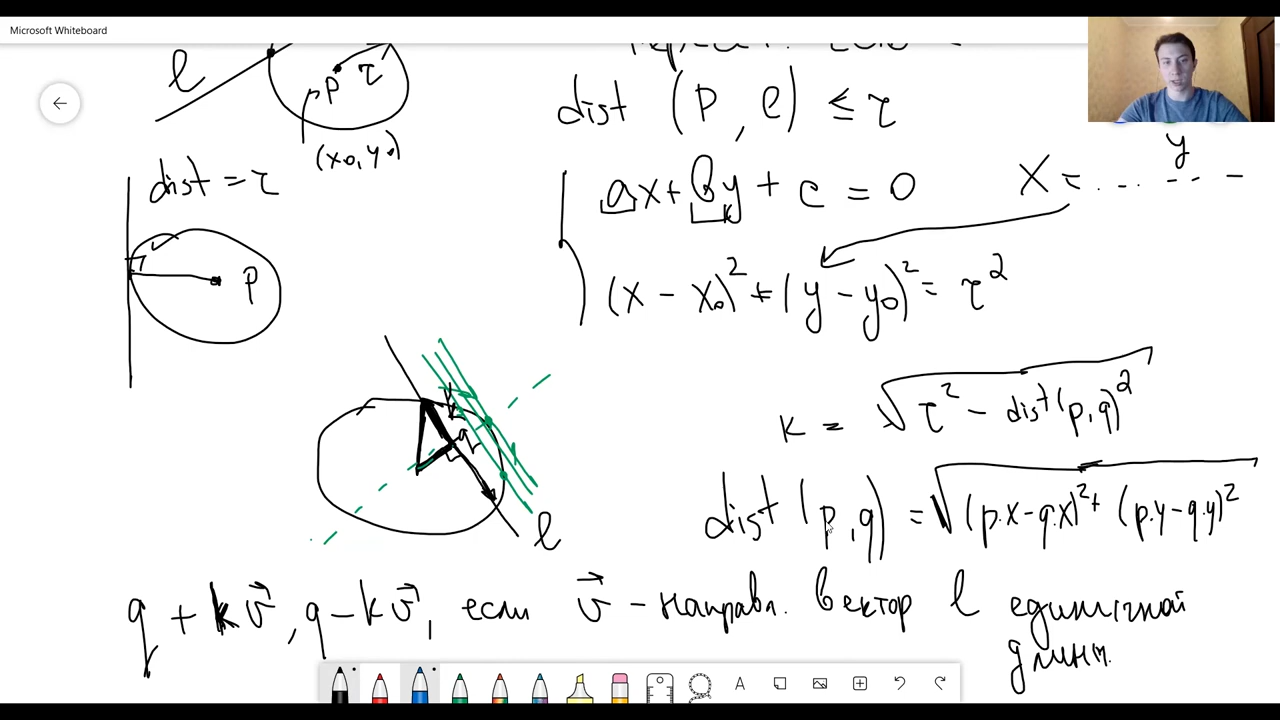 Microsoft Whiteboard
l
P r
(x₀, y₀)
dist (P, l) ≤ r
dist = r
ax + by + c = 0
y
x = . . . - - -
P
(x - x₀)² + (y - y₀)² = r²
k
q
l
k = √(r² - dist(p, q)²)
dist (p, q) = √((p.x - q.x)² + (p.y - q.y)²)
q + kv⃗, q - kv⃗, если v⃗ - направл. вектор l единичной
длины.
A